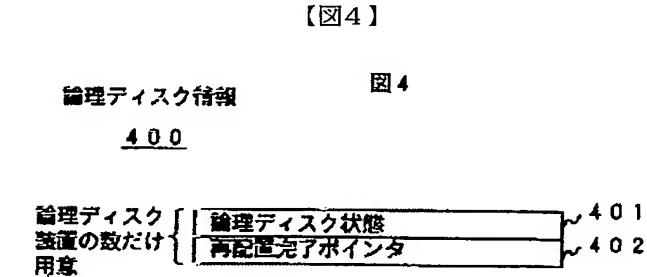 【図4】
図4
論理ディスク情報
400
論理ディスク
装置の数だけ
用意
論理ディスク状態
401
再配置完了ポインタ
402